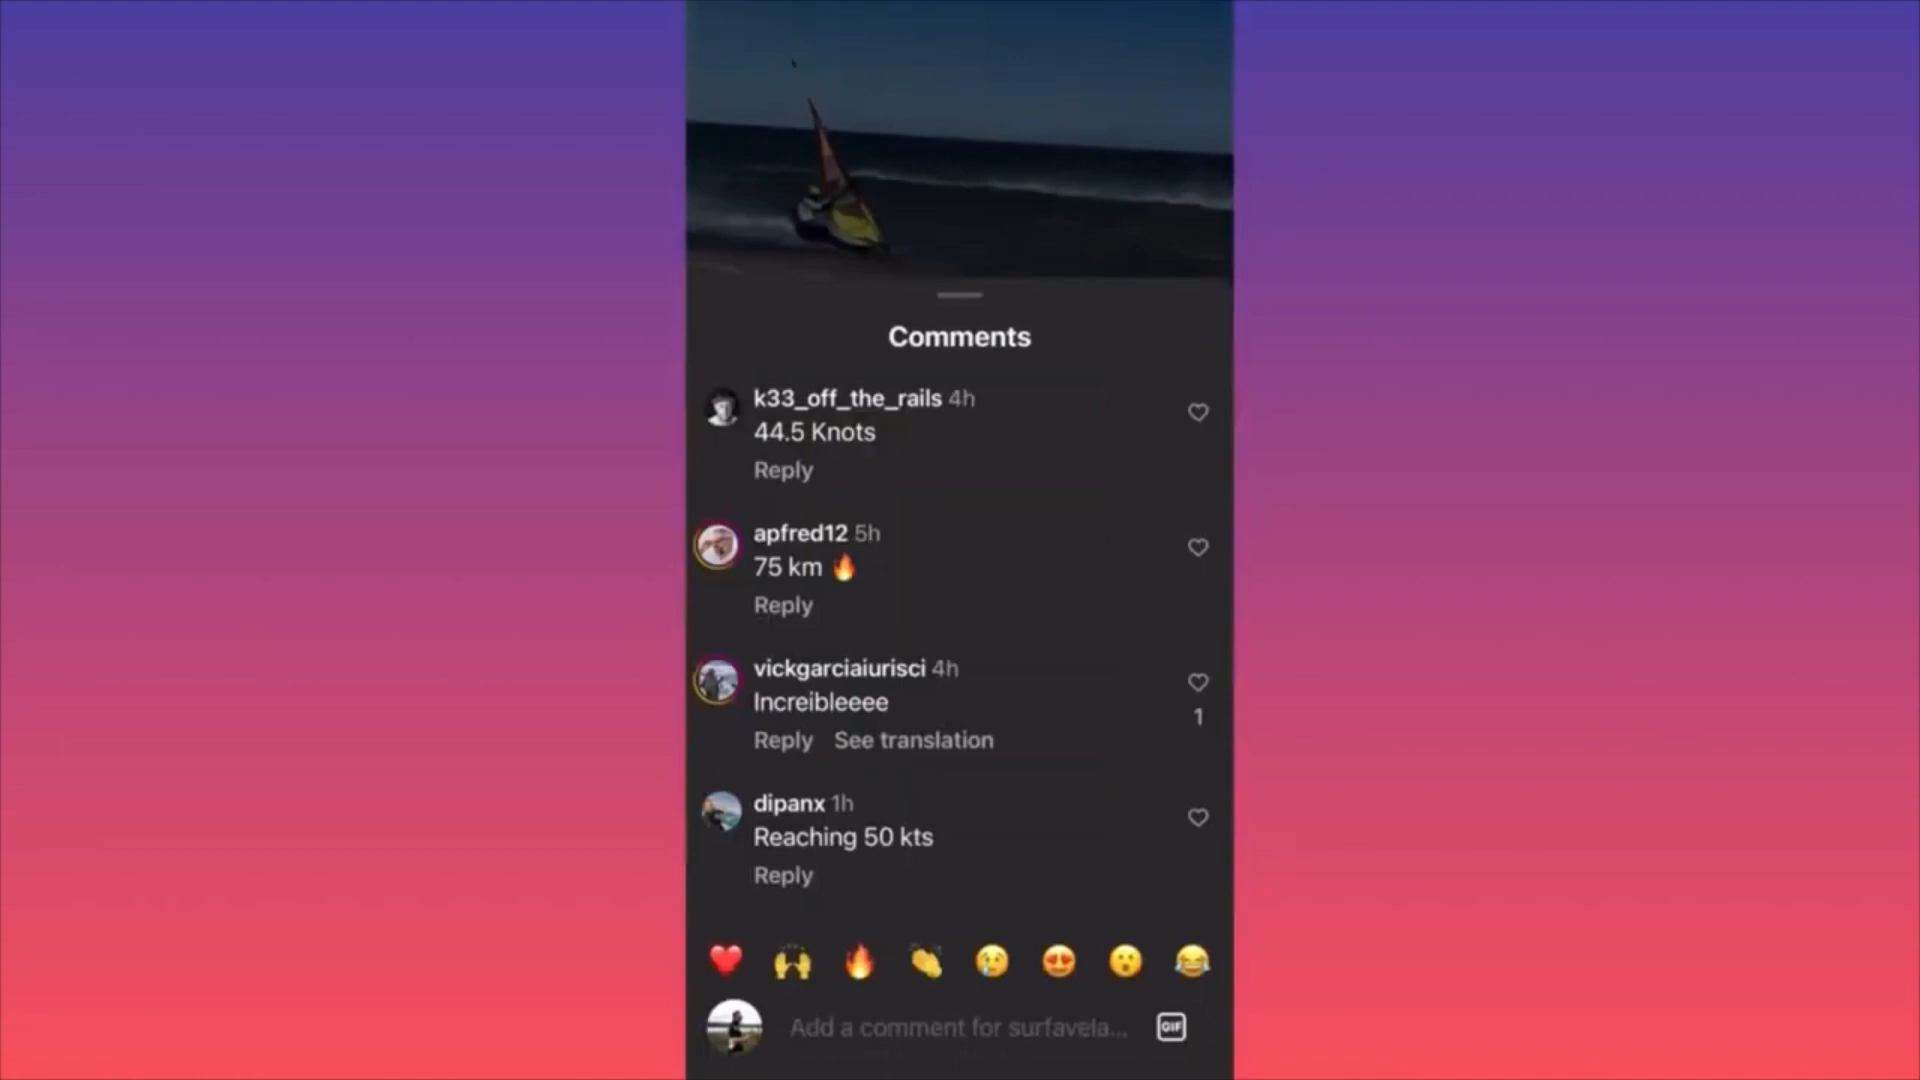 Comments
k33_off_the_rails 4h
44.5 Knots
Reply
apfred12 5h
75 km 🔥
Reply
vickgarciaiurisci 4h
Increibleeee
1
Reply See translation
dipanx 1h
Reaching 50 kts
Reply
Add a comment for surfavela...
GIF